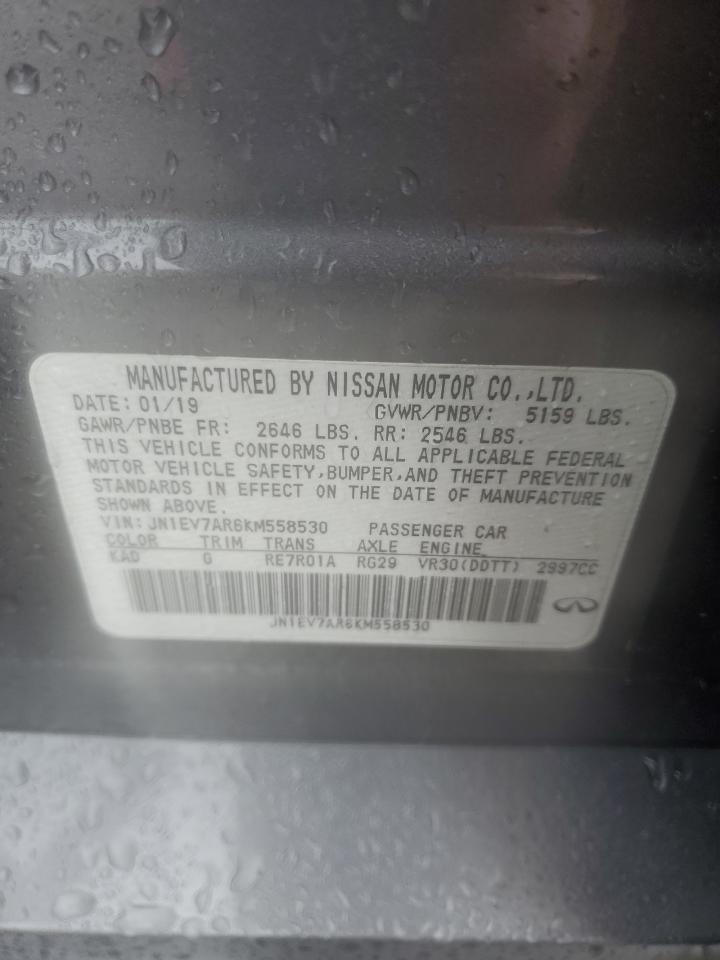 MANUFACTURED BY NISSAN MOTOR CO.,LTD.
DATE: 01/19 GVWR/PNBV: 5159 LBS.
GAWR/PNBE FR: 2646 LBS. RR: 2546 LBS.
THIS VEHICLE CONFORMS TO ALL APPLICABLE FEDERAL
MOTOR VEHICLE SAFETY,BUMPER,AND THEFT PREVENTION
STANDARDS IN EFFECT ON THE DATE OF MANUFACTURE
SHOWN ABOVE.
VIN: JN1EV7AR6KM558530 PASSENGER CAR
COLOR TRIM TRANS AXLE ENGINE
KAD G RE7R01A RG29 VR30(DDTT) 2997CC
JN1EV7AR6KM558530